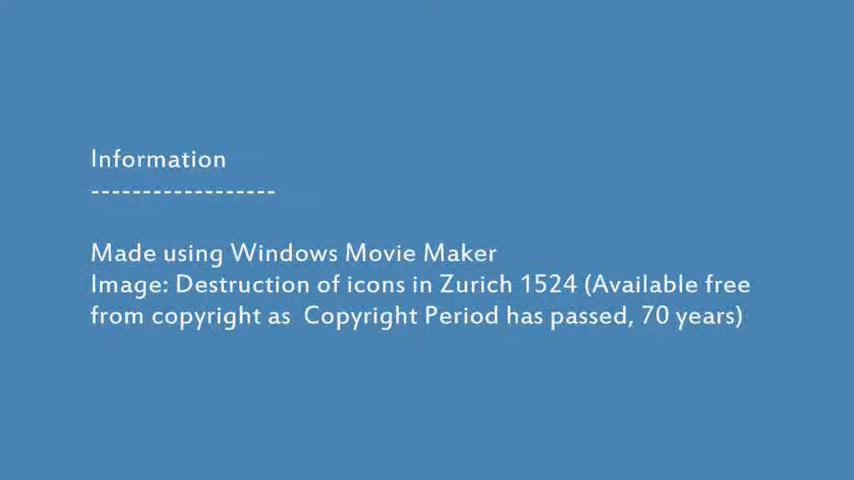 Information
------------------
Made using Windows Movie Maker
Image: Destruction of icons in Zurich 1524 (Available free
from copyright as  Copyright Period has passed, 70 years)